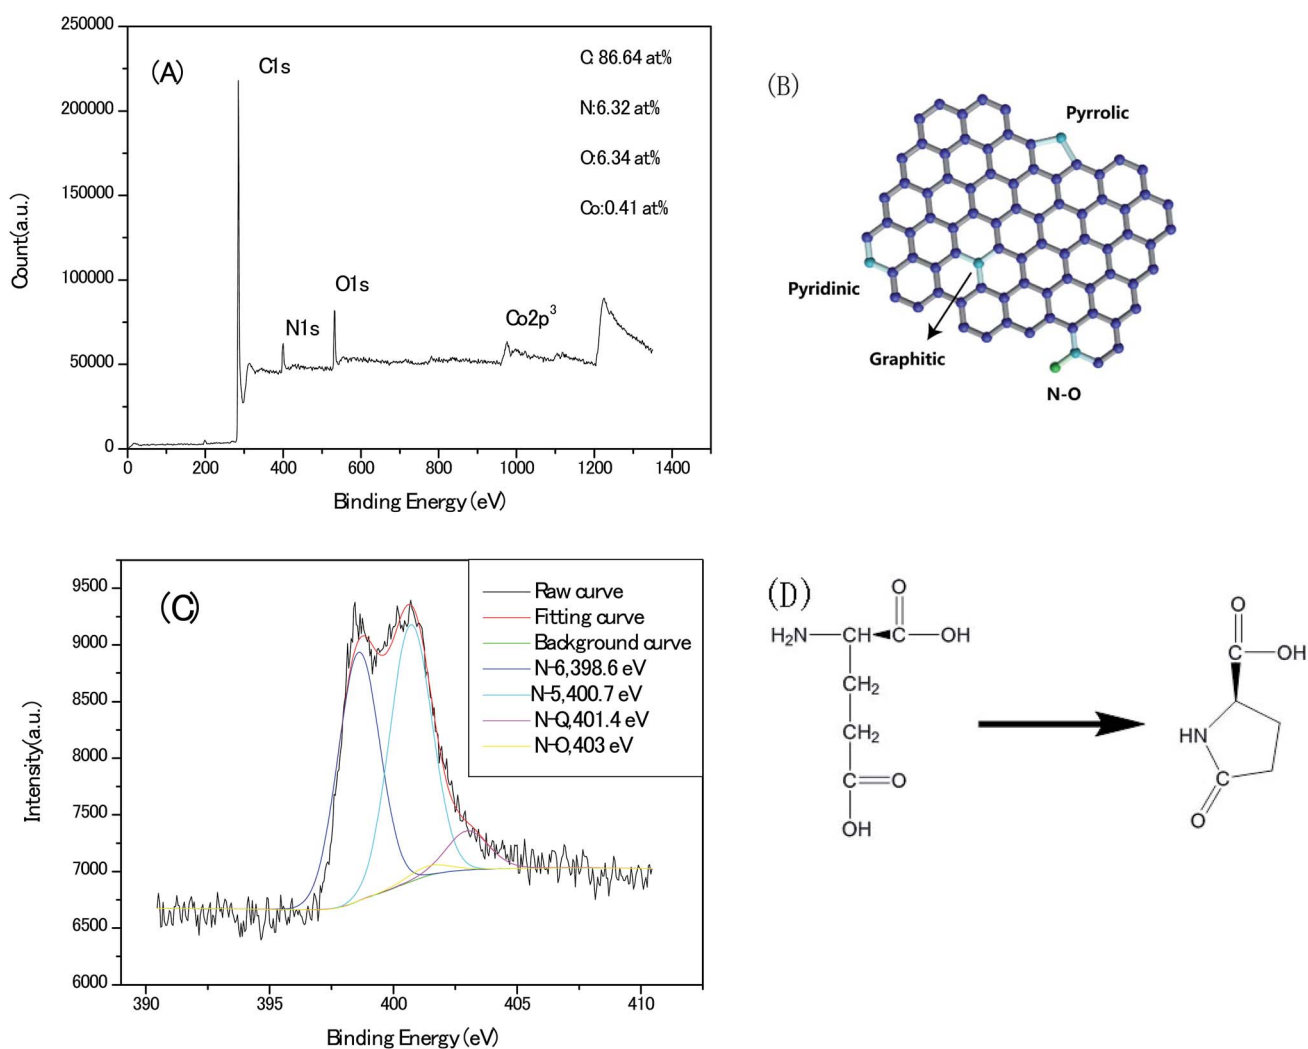 (A)
C1s
N1s
O1s
Co2p3
C: 86.64 at%
N:6.32 at%
O:6.34 at%
Co:0.41 at%
250000
200000
150000
100000
50000
0
Count(a.u.)
0 200 400 600 800 1000 1200 1400
Binding Energy (eV)
(B)
Pyrrolic
Pyridinic
Graphitic
N-O
(C)
Raw curve
Fitting curve
Background curve
N-6,398.6 eV
N-5,400.7 eV
N-Q,401.4 eV
N-O,403 eV
9500
9000
8500
8000
7500
7000
6500
6000
Intensity(a.u.)
390 395 400 405 410
Binding Energy (eV)
(D)
O
H2N CH C OH
CH2
CH2
C O
OH
O
C OH
HN
C
O